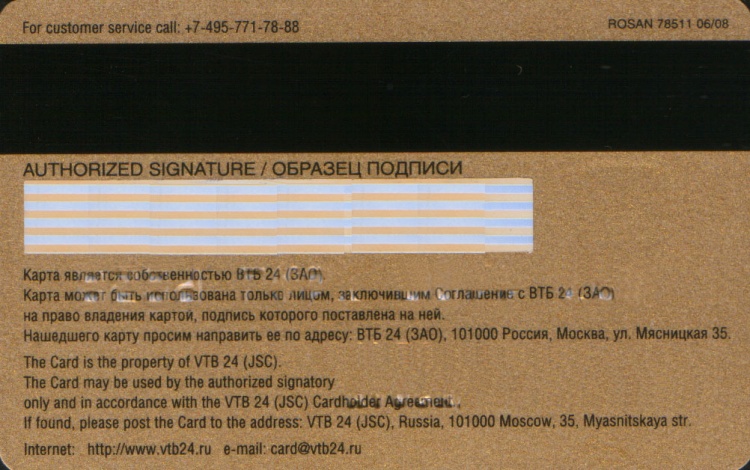 For customer service call: +7-495-771-78-88
ROSAN 78511 06/08
AUTHORIZED SIGNATURE / ОБРАЗЕЦ ПОДПИСИ
Карта является собственностью ВТБ 24 (ЗАО).
Карта может быть использована только лицом, заключившим Соглашение с ВТБ 24 (ЗАО)
на право владения картой, подпись которого поставлена на ней.
Нашедшего карту просим направить ее по адресу: ВТБ 24 (ЗАО), 101000 Россия, Москва, ул. Мясницкая 35.
The Card is the property of VTB 24 (JSC).
The Card may be used by the authorized signatory
only and in accordance with the VTB 24 (JSC) Cardholder Agreement.
If found, please post the Card to the address: VTB 24 (JSC), Russia, 101000 Moscow, 35, Myasnitskaya str.
Internet: http://www.vtb24.ru e-mail: card@vtb24.ru